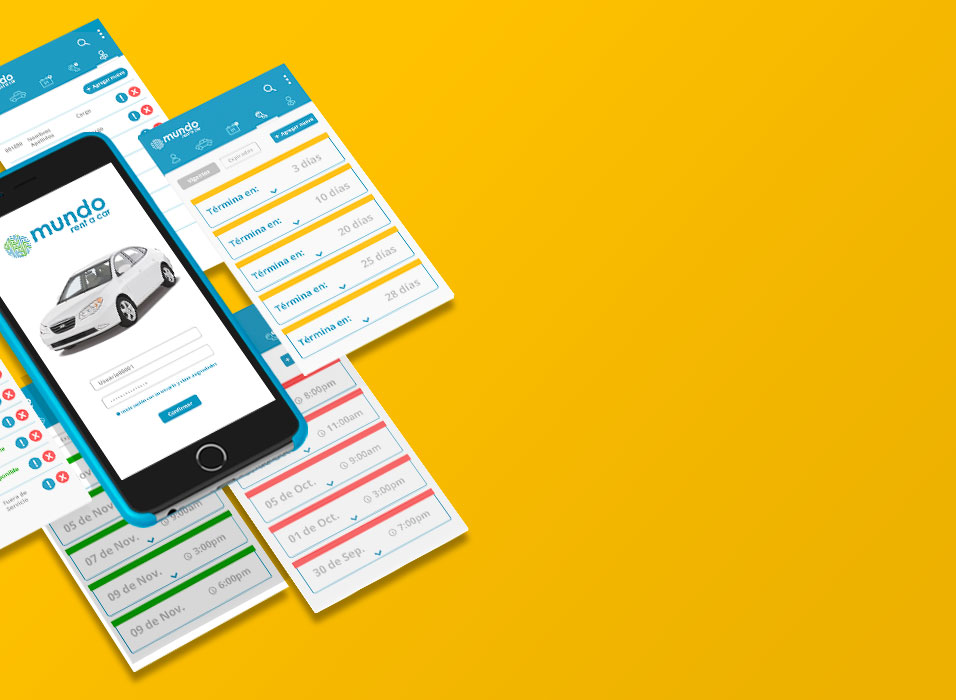 + Agregar nuevo
Cargo
Nombres
Apellidos
mundo
rent a car
+ Agregar nuevo
Vigentes
Expirados
Término en: 3 días
Término en: 10 días
Término en: 20 días
Término en: 25 días
Término en: 28 días
mundo
rent a car
Confirmar
8:00pm
11:00am
05 de Oct. 9:00am
01 de Oct. 3:00pm
30 de Sep. 7:00pm
Fuera de
Servicio
05 de Nov.
07 de Nov. 9:00am
09 de Nov. 3:00pm
09 de Nov. 6:00pm